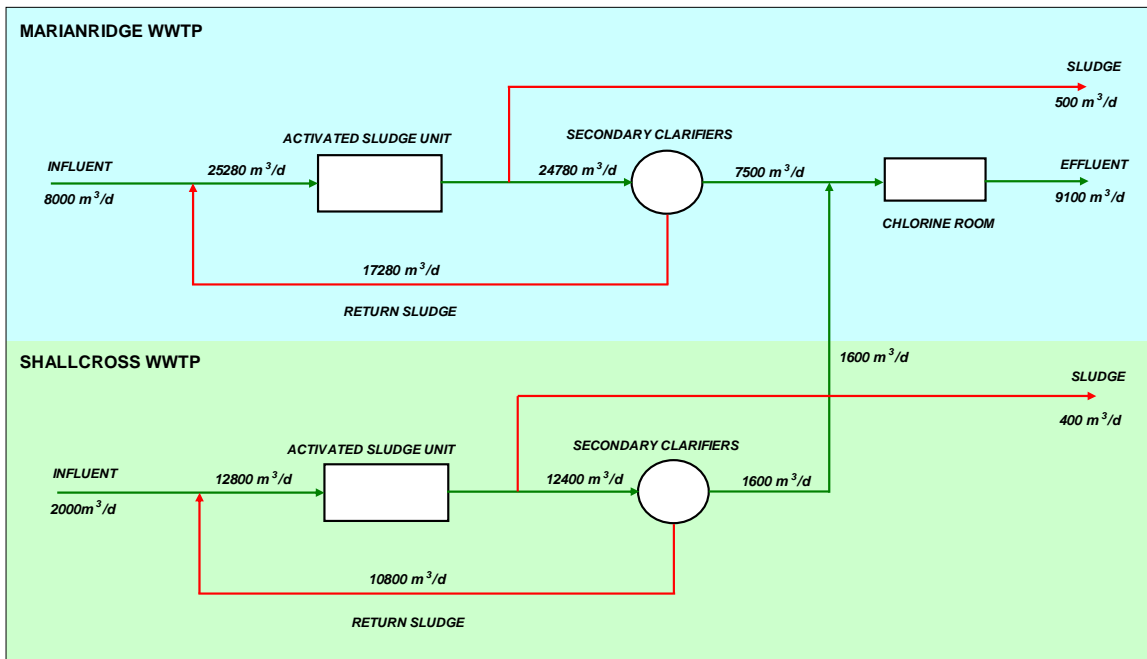 MARIANRIDGE WWTP
SLUDGE
500 m³/d
ACTIVATED SLUDGE UNIT
SECONDARY CLARIFIERS
INFLUENT
25280 m³/d
24780 m³/d
7500 m³/d
EFFLUENT
8000 m³/d
9100 m³/d
CHLORINE ROOM
17280 m³/d
RETURN SLUDGE
SHALLCROSS WWTP
1600 m³/d
SLUDGE
400 m³/d
ACTIVATED SLUDGE UNIT
SECONDARY CLARIFIERS
INFLUENT
12800 m³/d
12400 m³/d
1600 m³/d
2000m³/d
10800 m³/d
RETURN SLUDGE